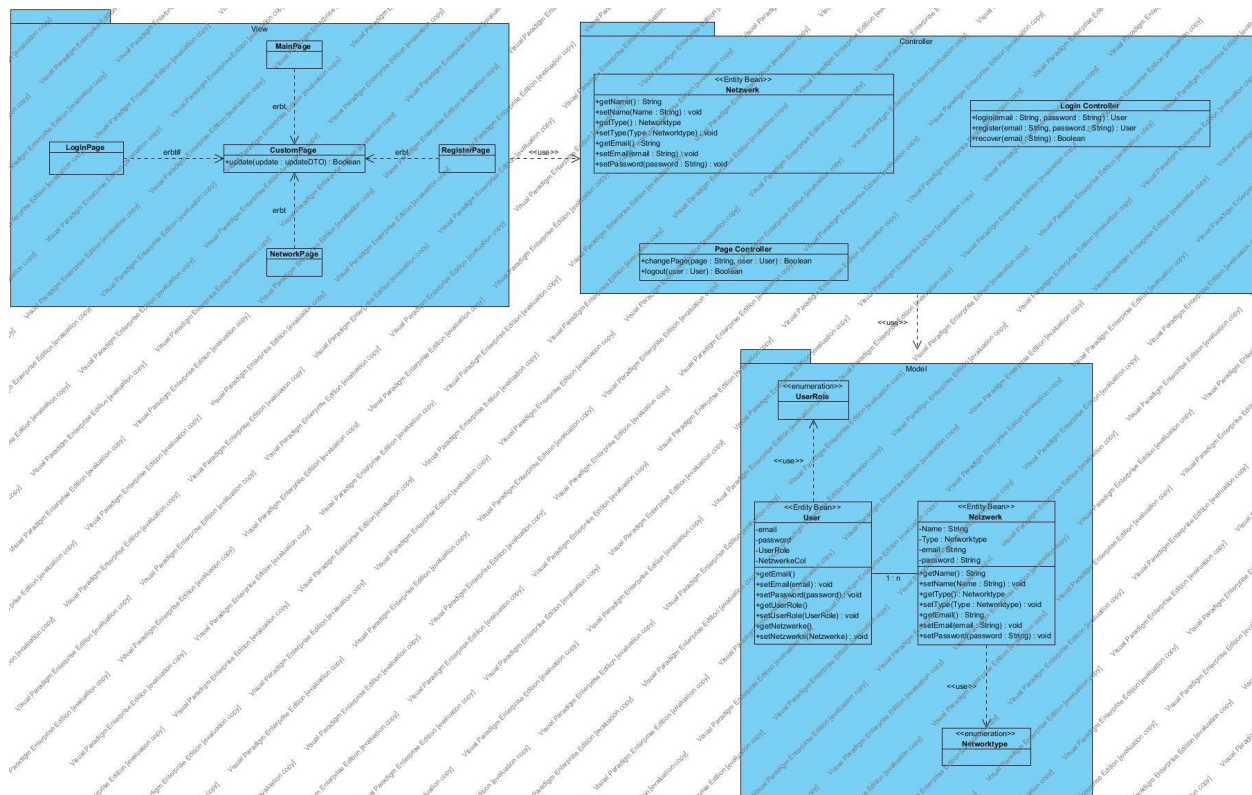 View
MainPage
erbt
LoginPage
erbt#
CustomPage
+update(update : updateDTO) : Boolean
erbt
RegisterPage
erbt
NetworkPage
<<use>>
Controller
<<Entity Bean>>
Netzwerk
+getName() : String
+setName(Name : String) : void
+getType() : Networktype
+setType(Type : Networktype) : void
+getEmail() : String
+setEmail(email : String) : void
+setPassword(password : String) : void
Login Controller
+login(email : String, password : String) : User
+register(email : String, password : String) : User
+recover(email : String) : Boolean
Page Controller
+changePage(page : String, user : User) : Boolean
+logout(user : User) : Boolean
<<use>>
Model
<<enumeration>>
UserRole
<<use>>
<<Entity Bean>>
User
-email
-password
-UserRole
-NetzwerkeCol
+getEmail()
+setEmail(email) : void
+setPassword(password) : void
+getUserRole()
+setUserRole(UserRole) : void
+getNetzwerke()
+setNetzwerke(Netzwerke) : void
1 : n
<<Entity Bean>>
Netzwerk
-Name : String
-Type : Networktype
-email : String
-password : String
+getName() : String
+setName(Name : String) : void
+getType() : Networktype
+setType(Type : Networktype) : void
+getEmail() : String
+setEmail(email : String) : void
+setPassword(password : String) : void
<<use>>
<<enumeration>>
Networktype
Visual Paradigm Enterprise Edition [evaluation copy]